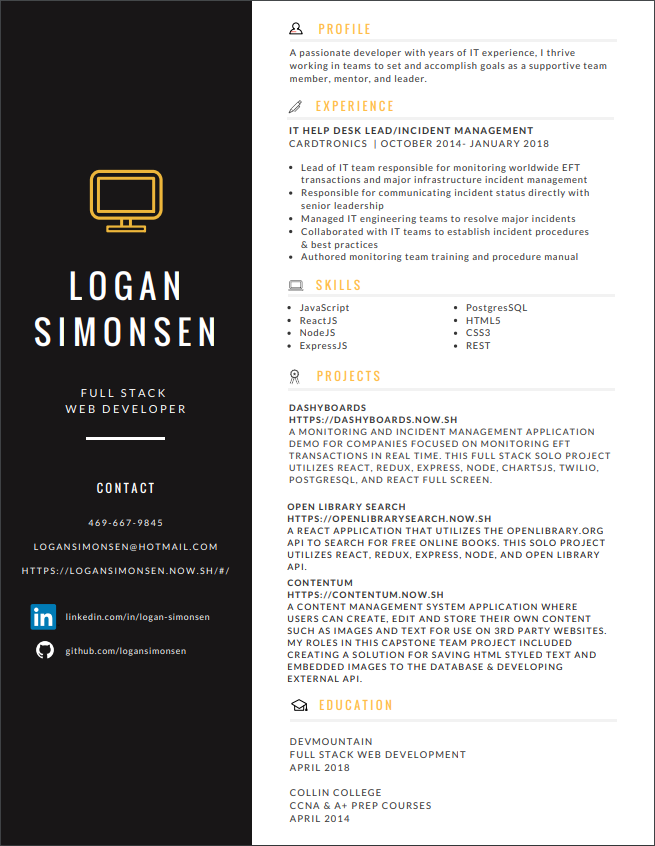 LOGAN
SIMONSEN
FULL STACK
WEB DEVELOPER
CONTACT
469-667-9845
LOGANSIMONSEN@HOTMAIL.COM
HTTPS://LOGANSIMONSEN.NOW.SH/#/
in linkedin.com/in/logan-simonsen
github.com/logansimonsen
PROFILE
A passionate developer with years of IT experience, I thrive
working in teams to set and accomplish goals as a supportive team
member, mentor, and leader.
EXPERIENCE
IT HELP DESK LEAD/INCIDENT MANAGEMENT
CARDTRONICS | OCTOBER 2014- JANUARY 2018
• Lead of IT team responsible for monitoring worldwide EFT
transactions and major infrastructure incident management
• Responsible for communicating incident status directly with
senior leadership
• Managed IT engineering teams to resolve major incidents
• Collaborated with IT teams to establish incident procedures
& best practices
• Authored monitoring team training and procedure manual
SKILLS
• JavaScript
• ReactJS
• NodeJS
• ExpressJS
• PostgresSQL
• HTML5
• CSS3
• REST
PROJECTS
DASHYBOARDS
HTTPS://DASHYBOARDS.NOW.SH
A MONITORING AND INCIDENT MANAGEMENT APPLICATION
DEMO FOR COMPANIES FOCUSED ON MONITORING EFT
TRANSACTIONS IN REAL TIME. THIS FULL STACK SOLO PROJECT
UTILIZES REACT, REDUX, EXPRESS, NODE, CHARTSJS, TWILIO,
POSTGRESQL, AND REACT FULL SCREEN.
OPEN LIBRARY SEARCH
HTTPS://OPENLIBRARYSEARCH.NOW.SH
A REACT APPLICATION THAT UTILIZES THE OPENLIBRARY.ORG
API TO SEARCH FOR FREE ONLINE BOOKS. THIS SOLO PROJECT
UTILIZES REACT, REDUX, EXPRESS, NODE, AND OPEN LIBRARY
API.
CONTENTUM
HTTPS://CONTENTUM.NOW.SH
A CONTENT MANAGEMENT SYSTEM APPLICATION WHERE
USERS CAN CREATE, EDIT AND STORE THEIR OWN CONTENT
SUCH AS IMAGES AND TEXT FOR USE ON 3RD PARTY WEBSITES.
MY ROLES IN THIS CAPSTONE TEAM PROJECT INCLUDED
CREATING A SOLUTION FOR SAVING HTML STYLED TEXT AND
EMBEDDED IMAGES TO THE DATABASE & DEVELOPING
EXTERNAL API.
EDUCATION
DEVMOUNTAIN
FULL STACK WEB DEVELOPMENT
APRIL 2018
COLLIN COLLEGE
CCNA & A+ PREP COURSES
APRIL 2014